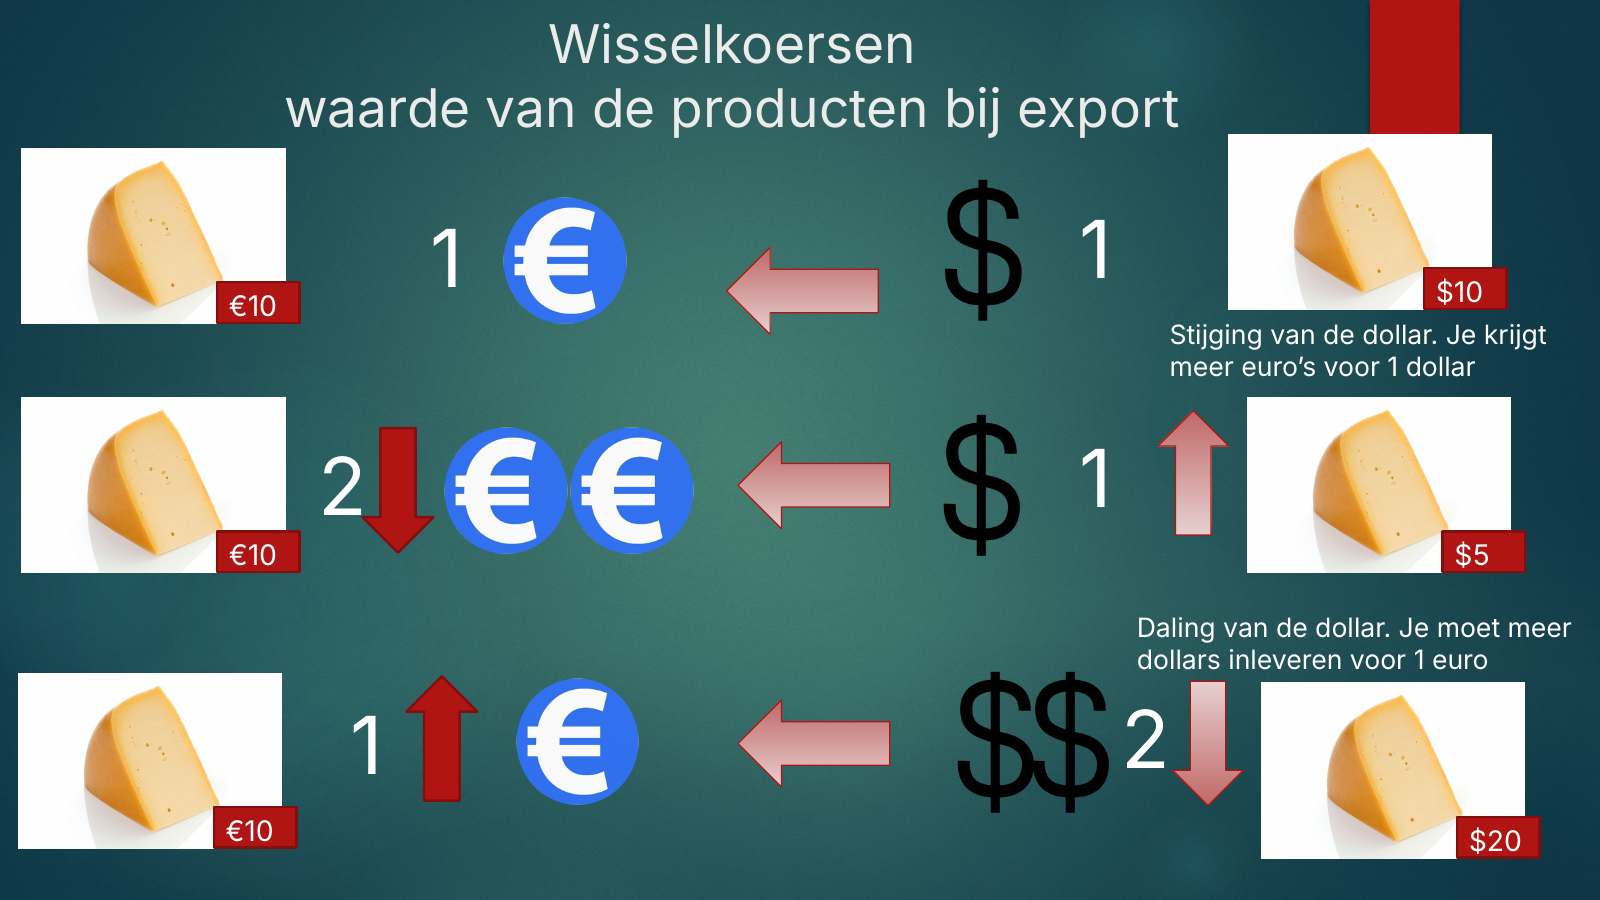 Wisselkoersen
waarde van de producten bij export
€10
1 €
$ 1
$10
Stijging van de dollar. Je krijgt
meer euro’s voor 1 dollar
€10
2 € €
$ 1
$5
Daling van de dollar. Je moet meer
dollars inleveren voor 1 euro
€10
1 €
$$ 2
$20